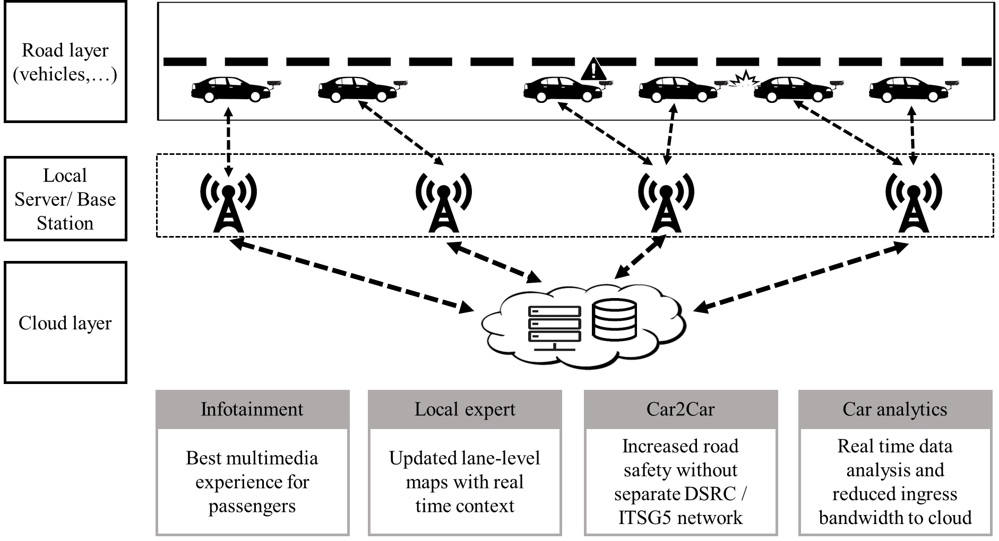 Road layer
(vehicles,…)
Local
Server/ Base
Station
Cloud layer
Infotainment
Best multimedia
experience for
passengers
Local expert
Updated lane-level
maps with real
time context
Car2Car
Increased road
safety without
separate DSRC /
ITSG5 network
Car analytics
Real time data
analysis and
reduced ingress
bandwidth to cloud